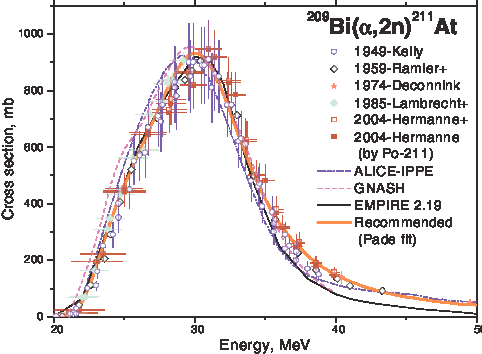 ²⁰⁹Bi(α,2n)²¹¹At
1949-Kelly
1959-Ramler+
1974-Deconnink
1985-Lambrecht+
2004-Hermanne+
2004-Hermanne
(by Po-211)
ALICE-IPPE
GNASH
EMPIRE 2.19
Recommended
(Pade fit)
Cross section, mb
1000
800
600
400
200
0
20 30 40 50
Energy, MeV